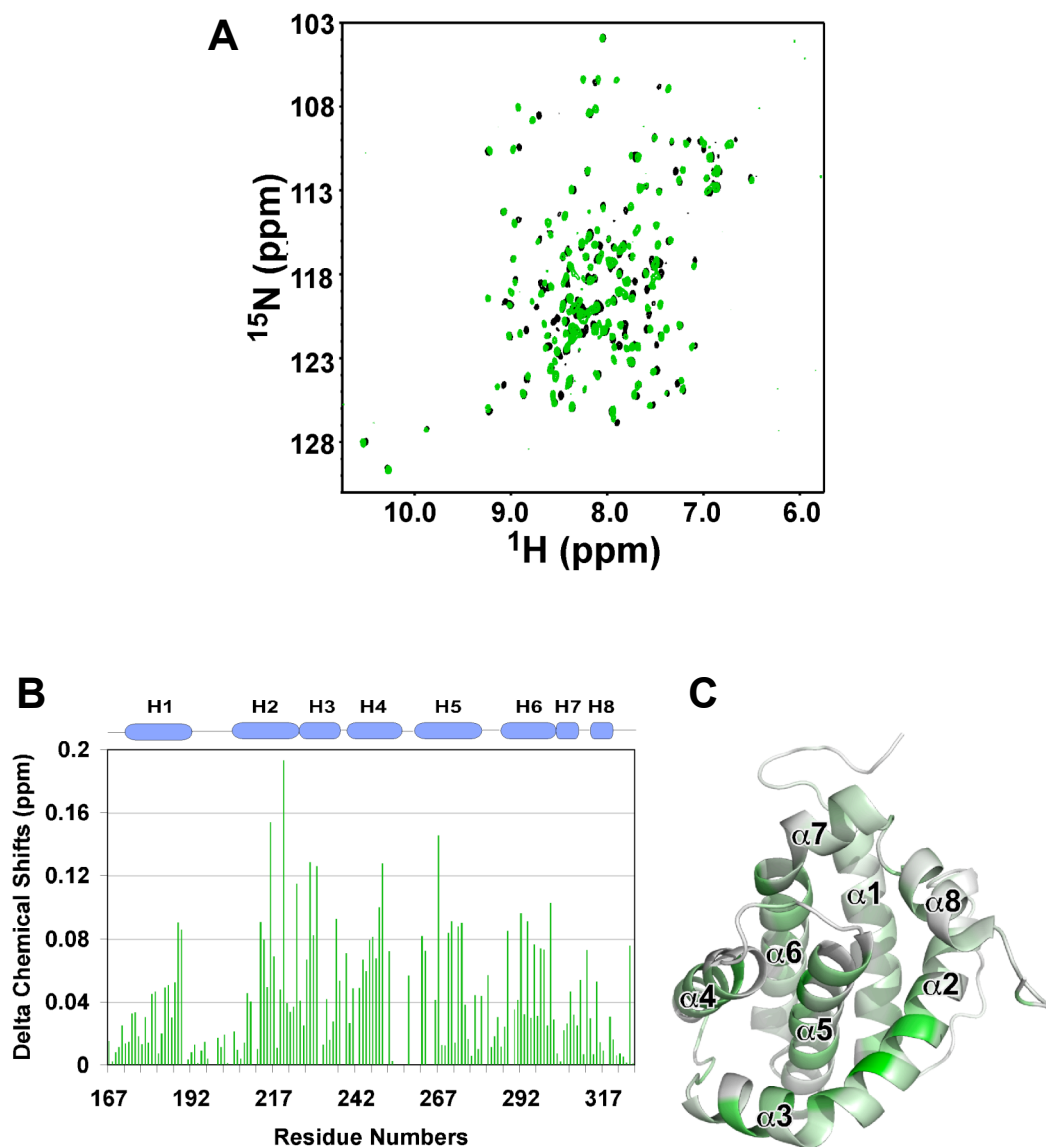 A
103
108
113
118
123
128
15N (ppm)
10.0 9.0 8.0 7.0 6.0
1H (ppm)
B
H1 H2 H3 H4 H5 H6 H7 H8
0.2
0.16
0.12
0.08
0.04
0
Delta Chemical Shifts (ppm)
167 192 217 242 267 292 317
Residue Numbers
C
α7
α1
α8
α6
α2
α4
α5
α3